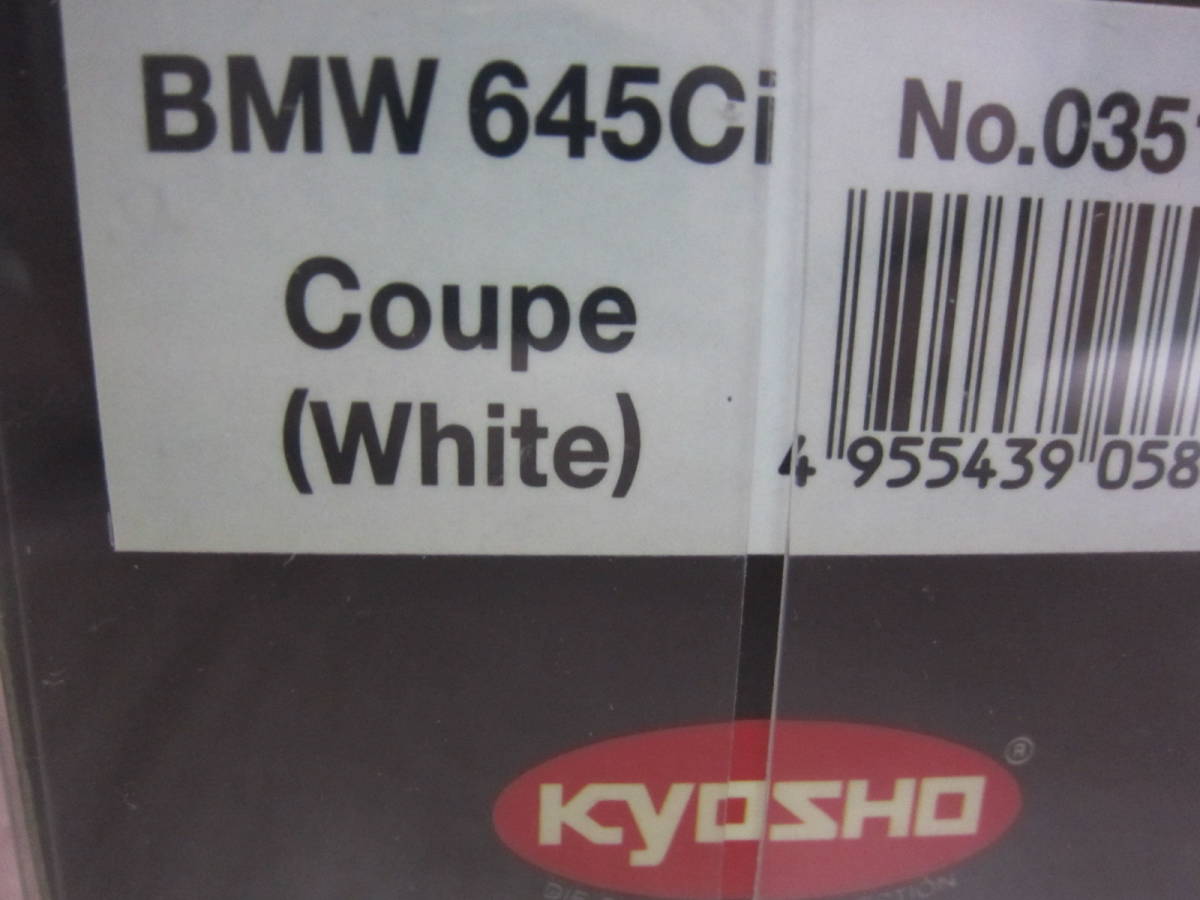 BMW 645Ci
Coupe
(White)
No.035
4 955439 058
KYOSHO ®